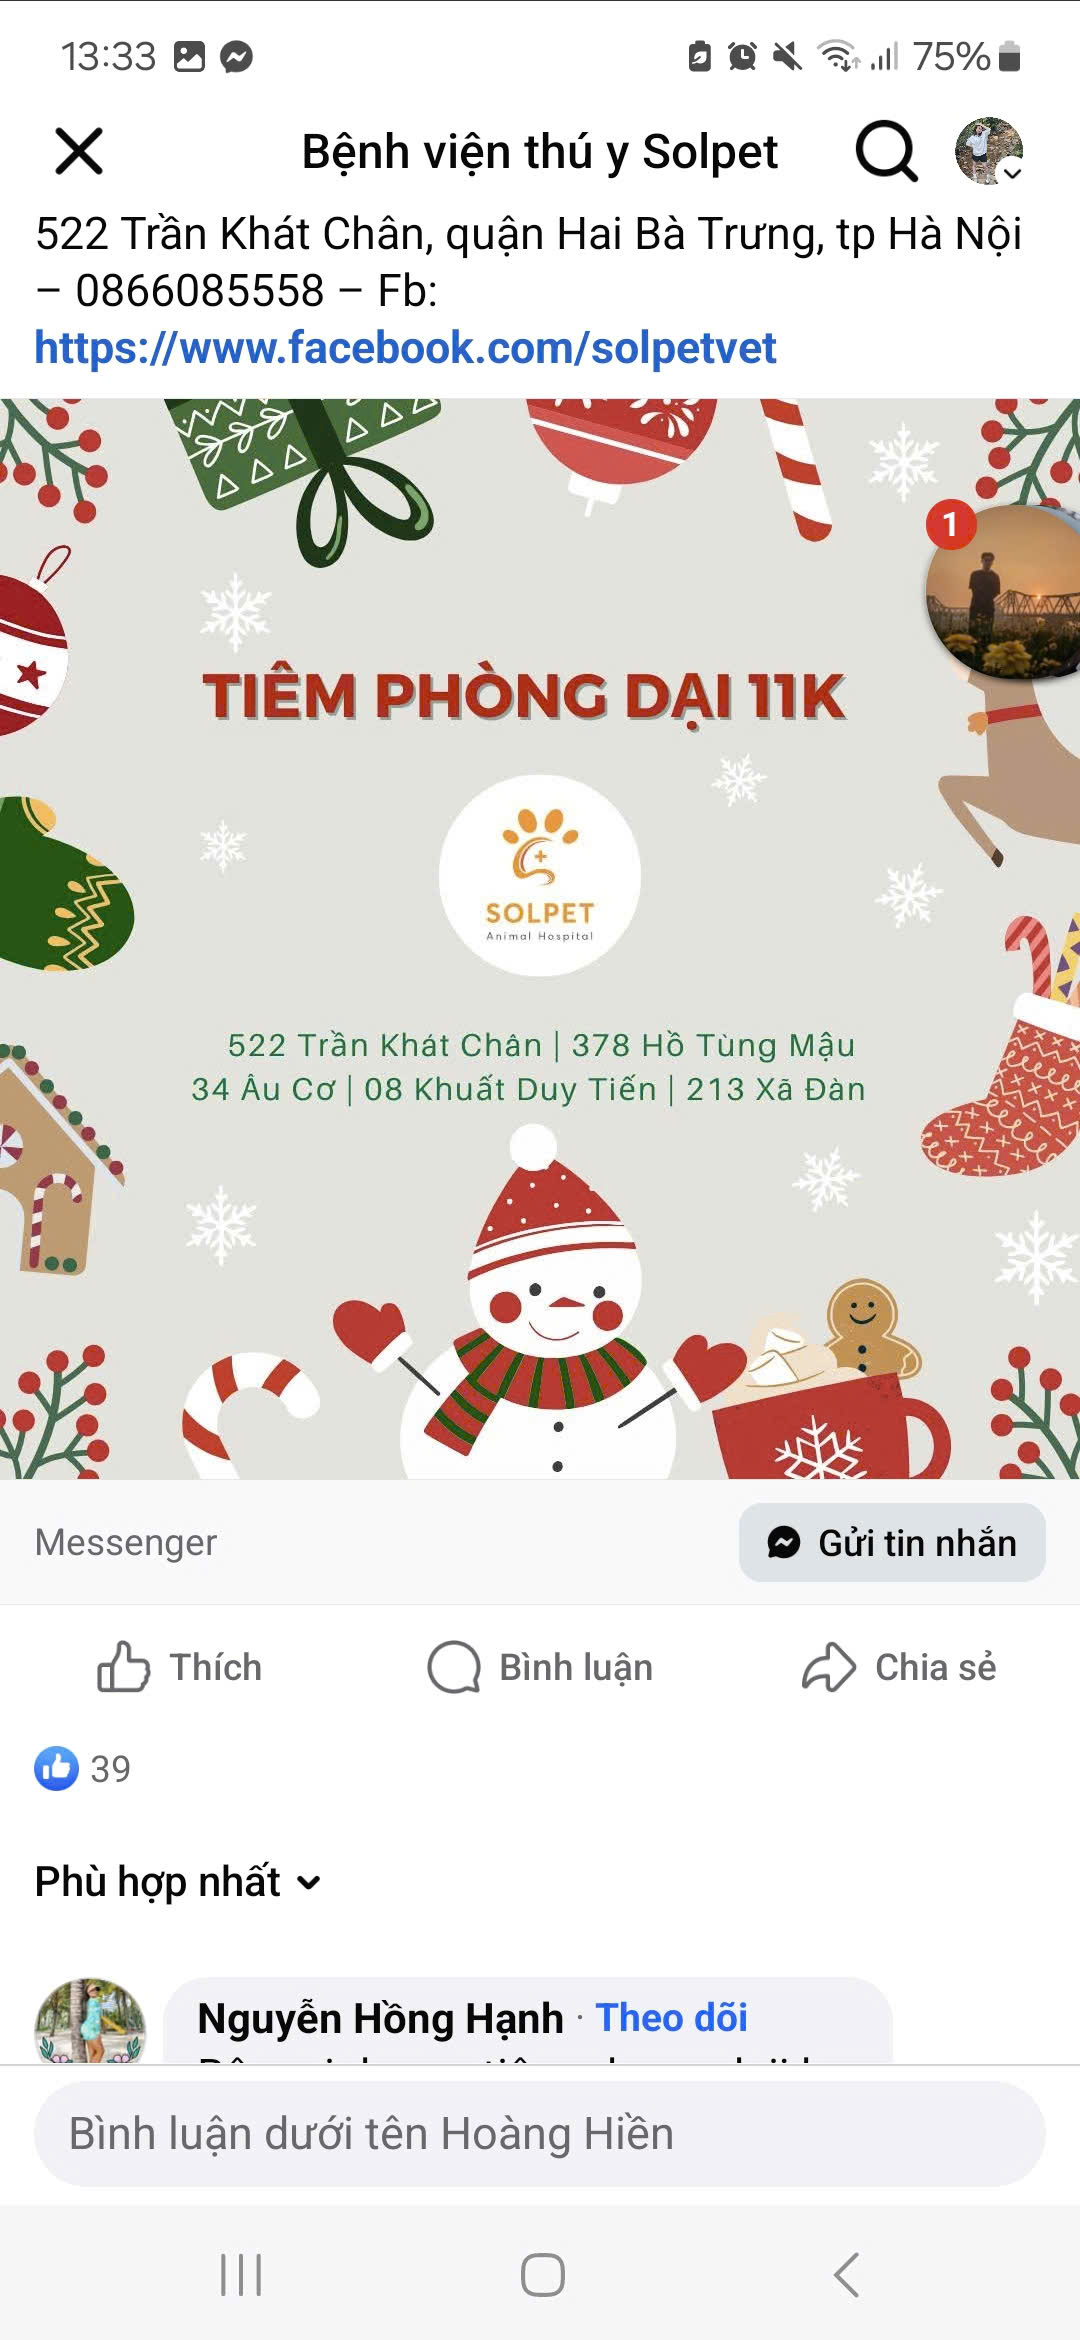 13:33
75%
Bệnh viện thú y Solpet
522 Trần Khát Chân, quận Hai Bà Trưng, tp Hà Nội
– 0866085558 – Fb:
https://www.facebook.com/solpetvet
1
TIÊM PHÒNG DẠI 11K
SOLPET
Animal Hospital
522 Trần Khát Chân | 378 Hồ Tùng Mậu
34 Âu Cơ | 08 Khuất Duy Tiến | 213 Xã Đàn
Messenger
Gửi tin nhắn
Thích
Bình luận
Chia sẻ
39
Phù hợp nhất
Nguyễn Hồng Hạnh · Theo dõi
Bình luận dưới tên Hoàng Hiền